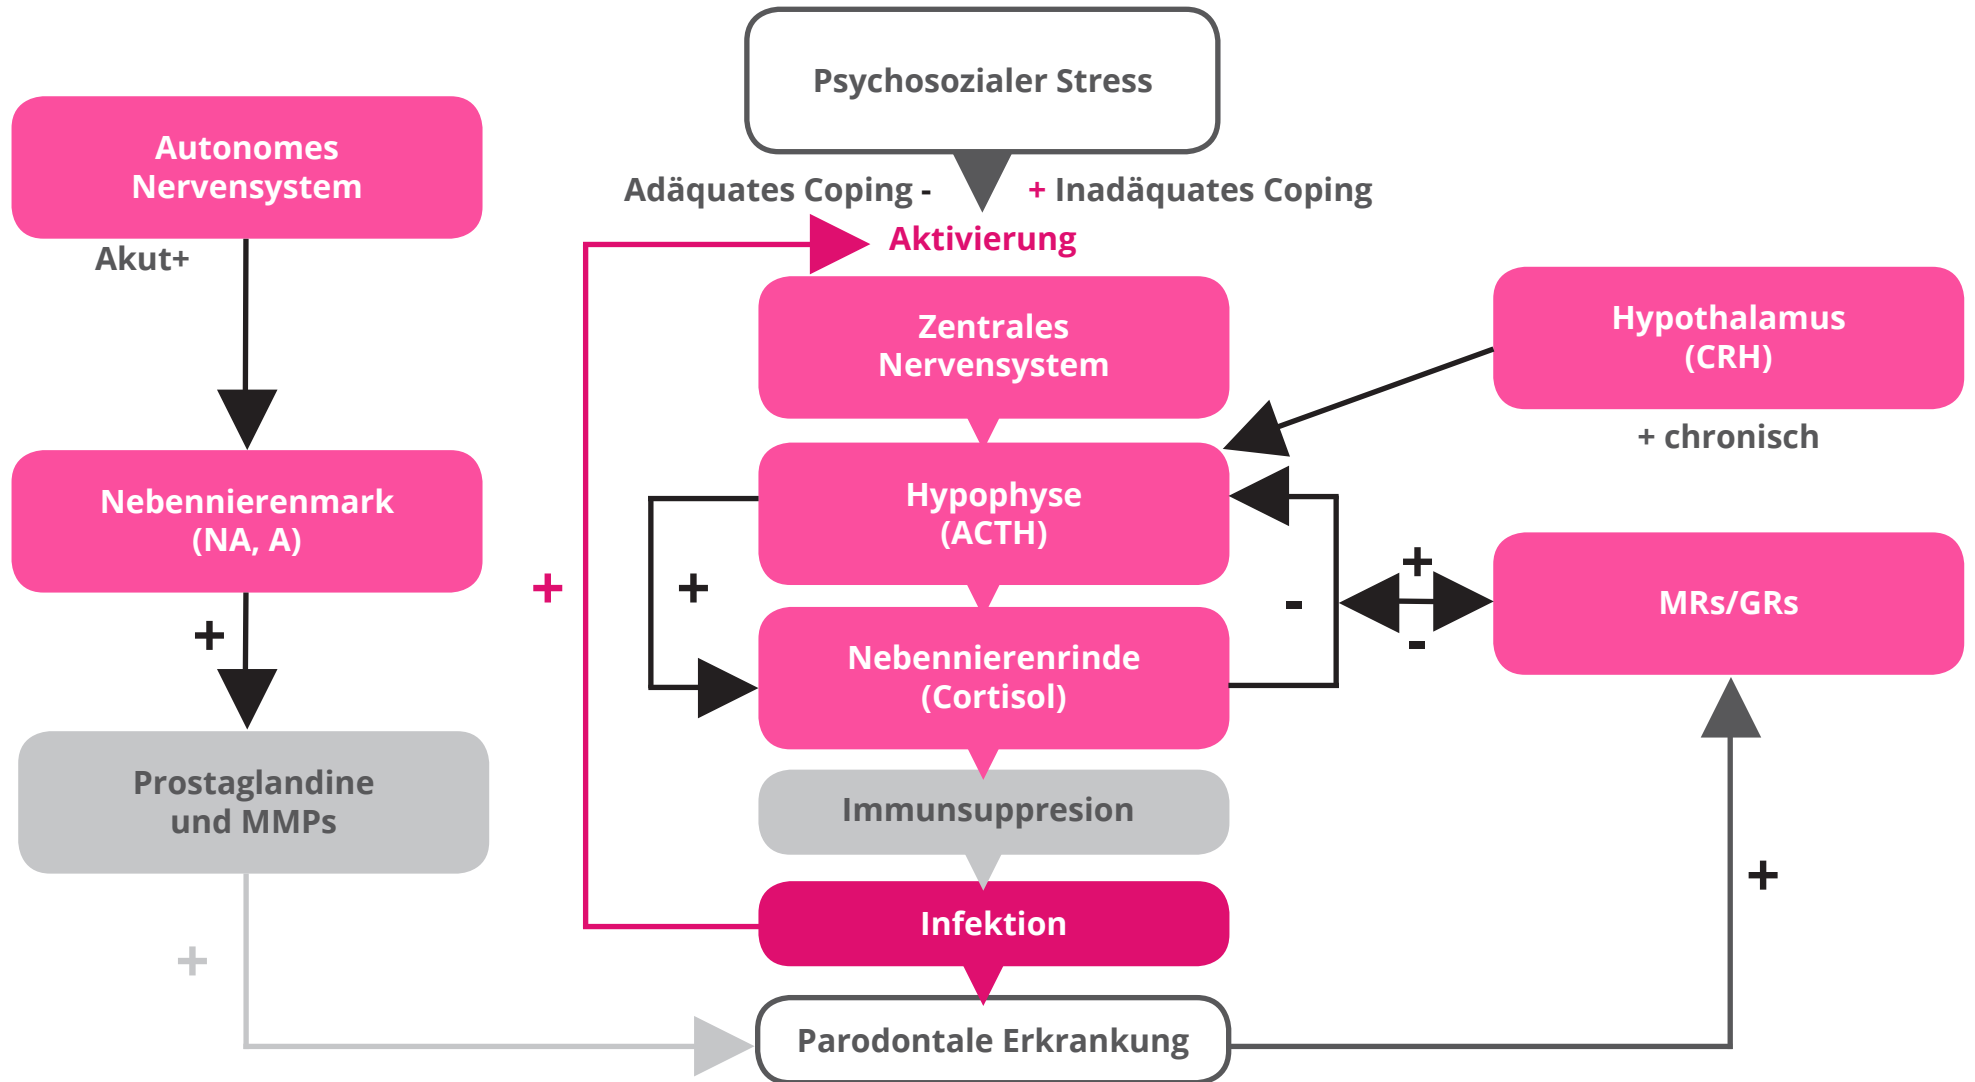 Psychosozialer Stress
Adäquates Coping -
+ Inadäquates Coping
Aktivierung
Autonomes
Nervensystem
Akut+
Nebennierenmark
(NA, A)
+
Prostaglandine
und MMPs
+
Zentrales
Nervensystem
Hypophyse
(ACTH)
+
+
-
Nebennierenrinde
(Cortisol)
Immunsuppresion
Infektion
Parodontale Erkrankung
Hypothalamus
(CRH)
+ chronisch
+
-
MRs/GRs
+